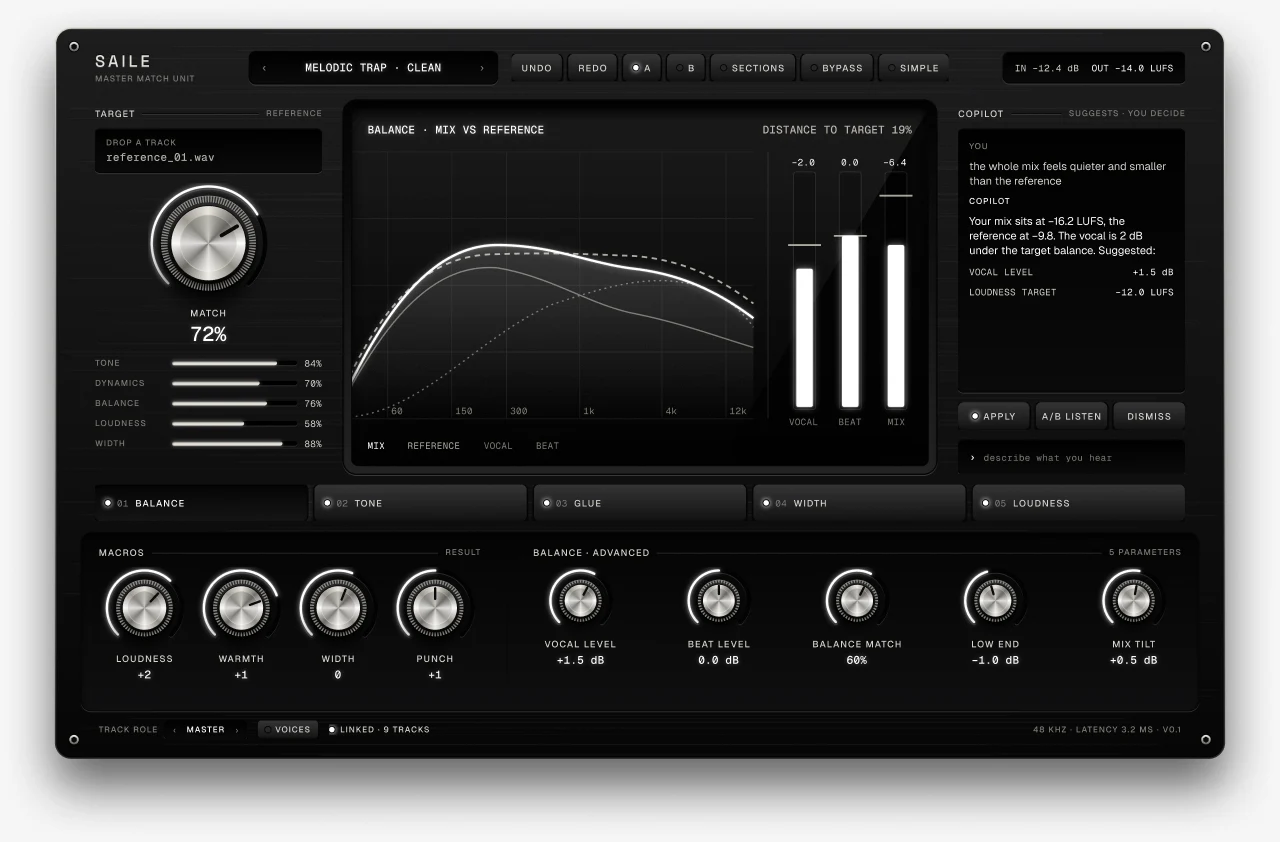 SAILE
MASTER MATCH UNIT
‹ MELODIC TRAP · CLEAN ›
UNDO
REDO
A
B
SECTIONS
BYPASS
SIMPLE
IN −12.4 dB OUT −14.0 LUFS
TARGET
REFERENCE
DROP A TRACK
reference_01.wav
MATCH
72%
TONE 84%
DYNAMICS 70%
BALANCE 76%
LOUDNESS 58%
WIDTH 88%
BALANCE · MIX VS REFERENCE
DISTANCE TO TARGET 19%
−2.0 0.0 −6.4
60 150 300 1k 4k 12k
VOCAL BEAT MIX
MIX REFERENCE VOCAL BEAT
COPILOT
SUGGESTS · YOU DECIDE
YOU
the whole mix feels quieter and smaller
than the reference
COPILOT
Your mix sits at −16.2 LUFS, the
reference at −9.8. The vocal is 2 dB
under the target balance. Suggested:
VOCAL LEVEL +1.5 dB
LOUDNESS TARGET −12.0 LUFS
APPLY
A/B LISTEN
DISMISS
› describe what you hear
01 BALANCE
02 TONE
03 GLUE
04 WIDTH
05 LOUDNESS
MACROS
RESULT
LOUDNESS WARMTH WIDTH PUNCH
+2 +1 0 +1
BALANCE · ADVANCED
5 PARAMETERS
VOCAL LEVEL BEAT LEVEL BALANCE MATCH LOW END MIX TILT
+1.5 dB 0.0 dB 60% −1.0 dB +0.5 dB
TRACK ROLE ‹ MASTER › VOICES LINKED · 9 TRACKS
48 KHZ · LATENCY 3.2 MS · V0.1